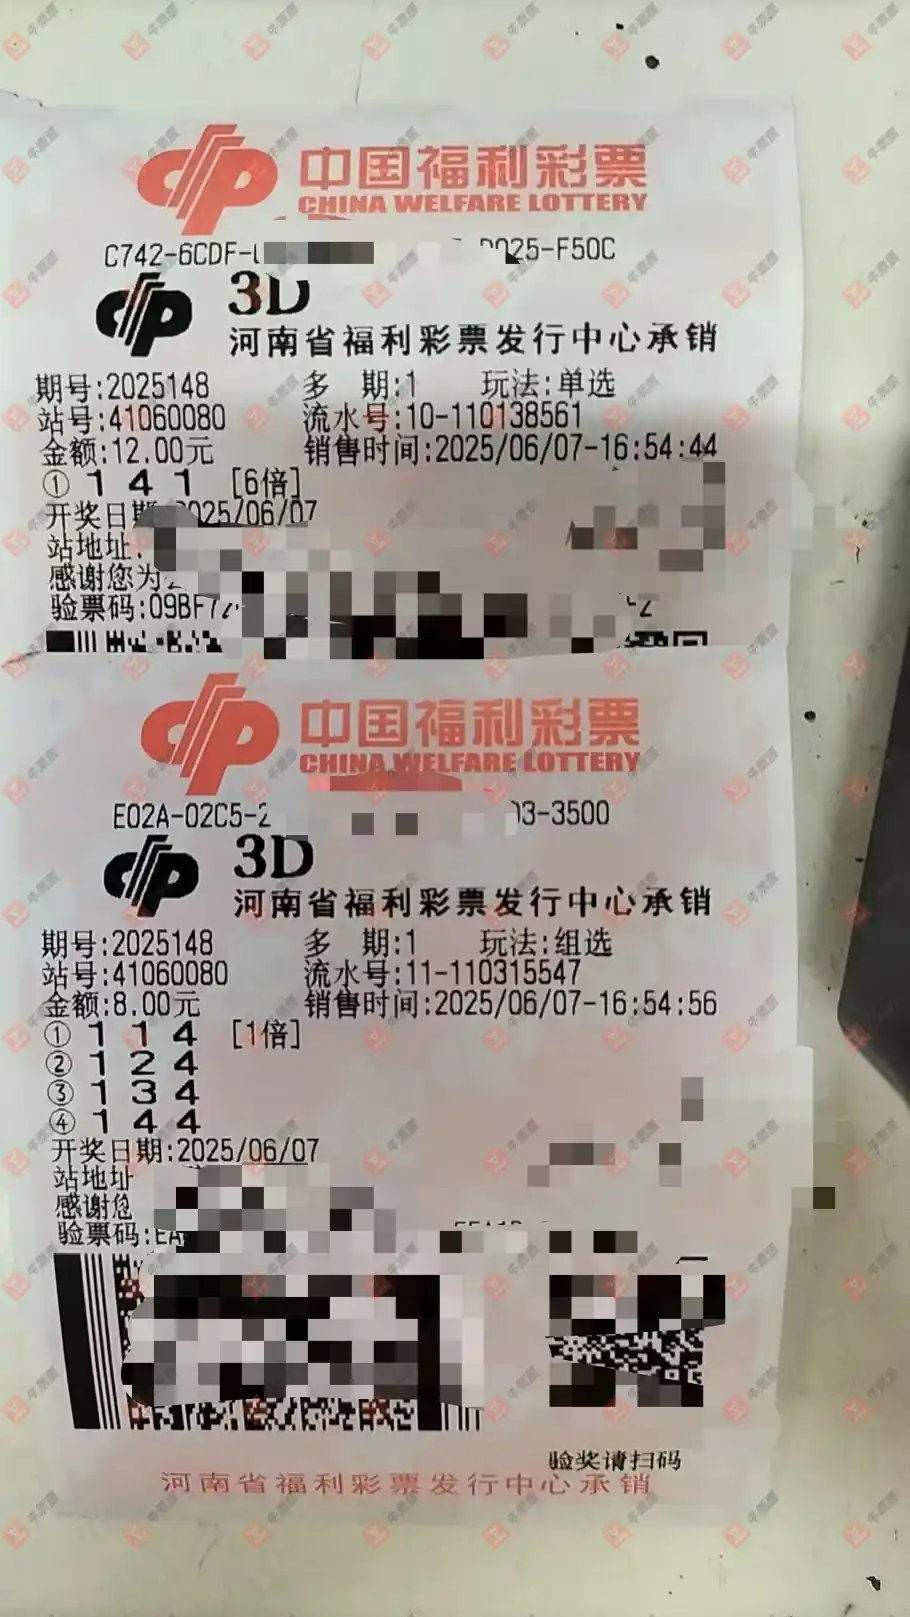 中国福利彩票
CHINA WELFARE LOTTERY
C742-6CDF- 025-F50C
3D
河南省福利彩票发行中心承销
期号:2025148 多 期:1 玩法:单选
站号:41060080 流水号:10-110138561
金额:12.00元 销售时间:2025/06/07-16:54:44
① 1 4 1 [6倍]
开奖日期 2025/06/07
站地址:
感谢您为
验票码:09BF72
中国福利彩票
CHINA WELFARE LOTTERY
E02A-02C5-2 03-3500
3D
河南省福利彩票发行中心承销
期号:2025148 多 期:1 玩法:组选
站号:41060080 流水号:11-110315547
金额:8.00元 销售时间:2025/06/07-16:54:56
① 1 1 4 [1倍]
② 1 2 4
③ 1 3 4
④ 1 4 4
开奖日期:2025/06/07
站地址
感谢您
验票码:EA
验奖请扫码
河南省福利彩票发行中心承销